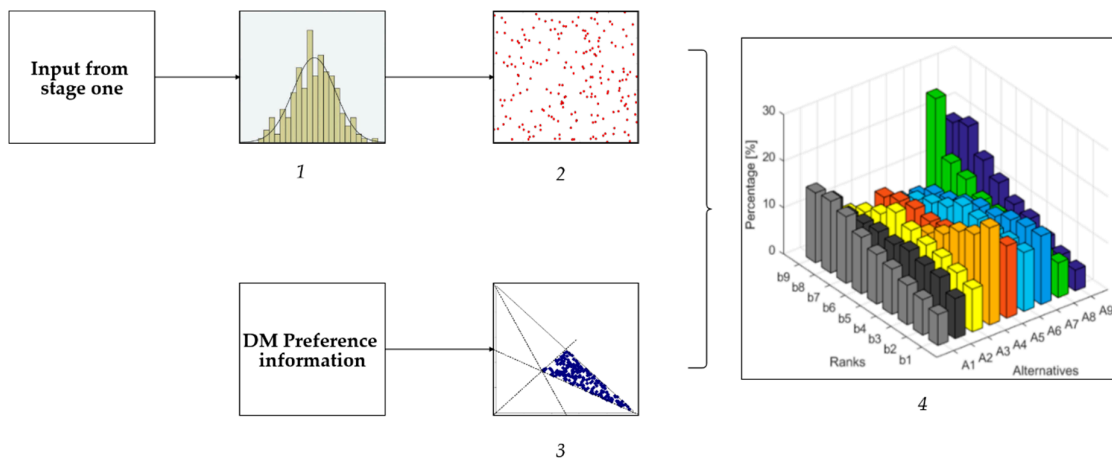 Input from
stage one
1
2
DM Preference
information
3
Percentage [%]
30
20
10
0
b9
b8
b7
b6
b5
b4
b3
b2
b1
Ranks
A1
A2
A3
A4
A5
A6
A7
A8
A9
Alternatives
4